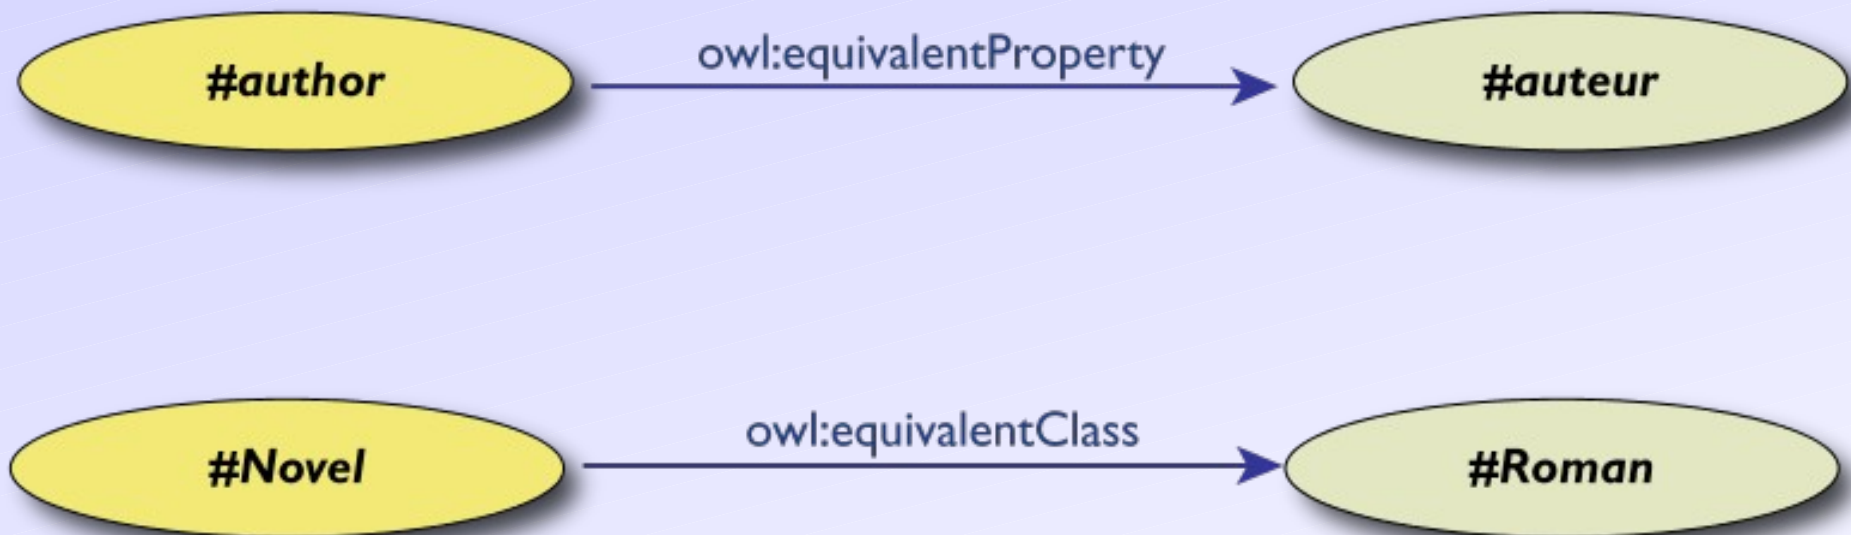 #author
owl:equivalentProperty
#auteur
#Novel
owl:equivalentClass
#Roman